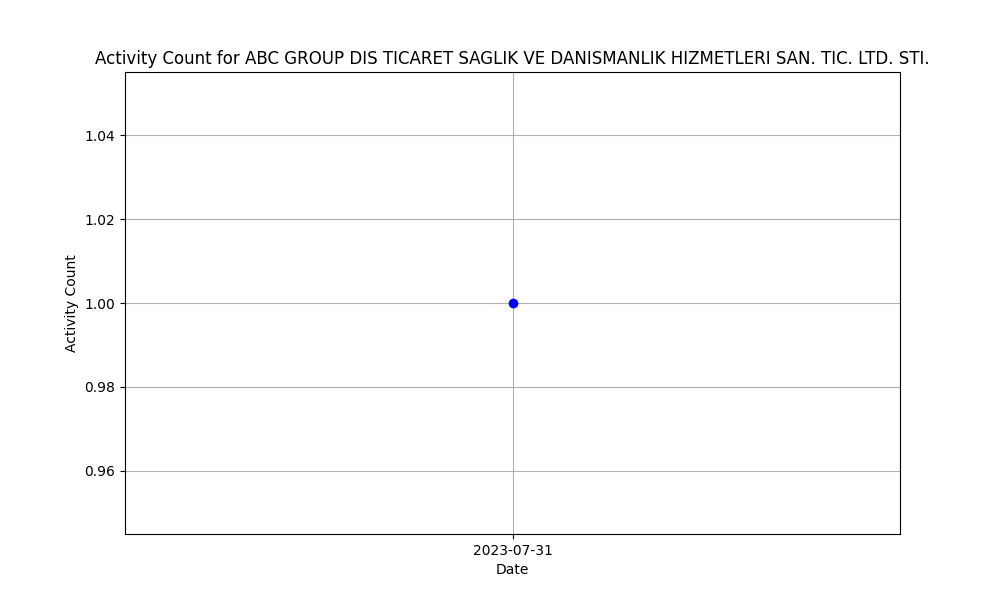 Activity Count for ABC GROUP DIS TICARET SAGLIK VE DANISMANLIK HIZMETLERI SAN. TIC. LTD. STI.
1.04
1.02
1.00
0.98
0.96
Activity Count
2023-07-31
Date